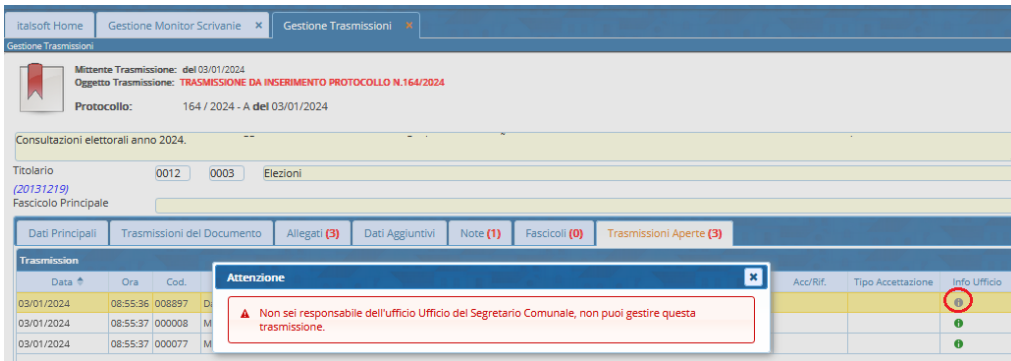 italsoft Home Gestione Monitor Scrivanie × Gestione Trasmissioni ×
Gestione Trasmissioni
Mittente Trasmissione: del 03/01/2024
Oggetto Trasmissione: TRASMISSIONE DA INSERIMENTO PROTOCOLLO N.164/2024
Protocollo: 164 / 2024 - A del 03/01/2024
Consultazioni elettorali anno 2024.
Titolario 0012 0003 Elezioni
(20131219)
Fascicolo Principale
Dati Principali Trasmissioni del Documento Allegati (3) Dati Aggiuntivi Note (1) Fascicoli (0) Trasmissioni Aperte (3)
Trasmission
Data Ora Cod. Acc/Rif. Tipo Accettazione Info Ufficio
Attenzione ×
03/01/2024 08:55:36 008897
Non sei responsabile dell'ufficio Ufficio del Segretario Comunale, non puoi gestire questa
trasmissione.
03/01/2024 08:55:37 000008 M
03/01/2024 08:55:37 000077 M